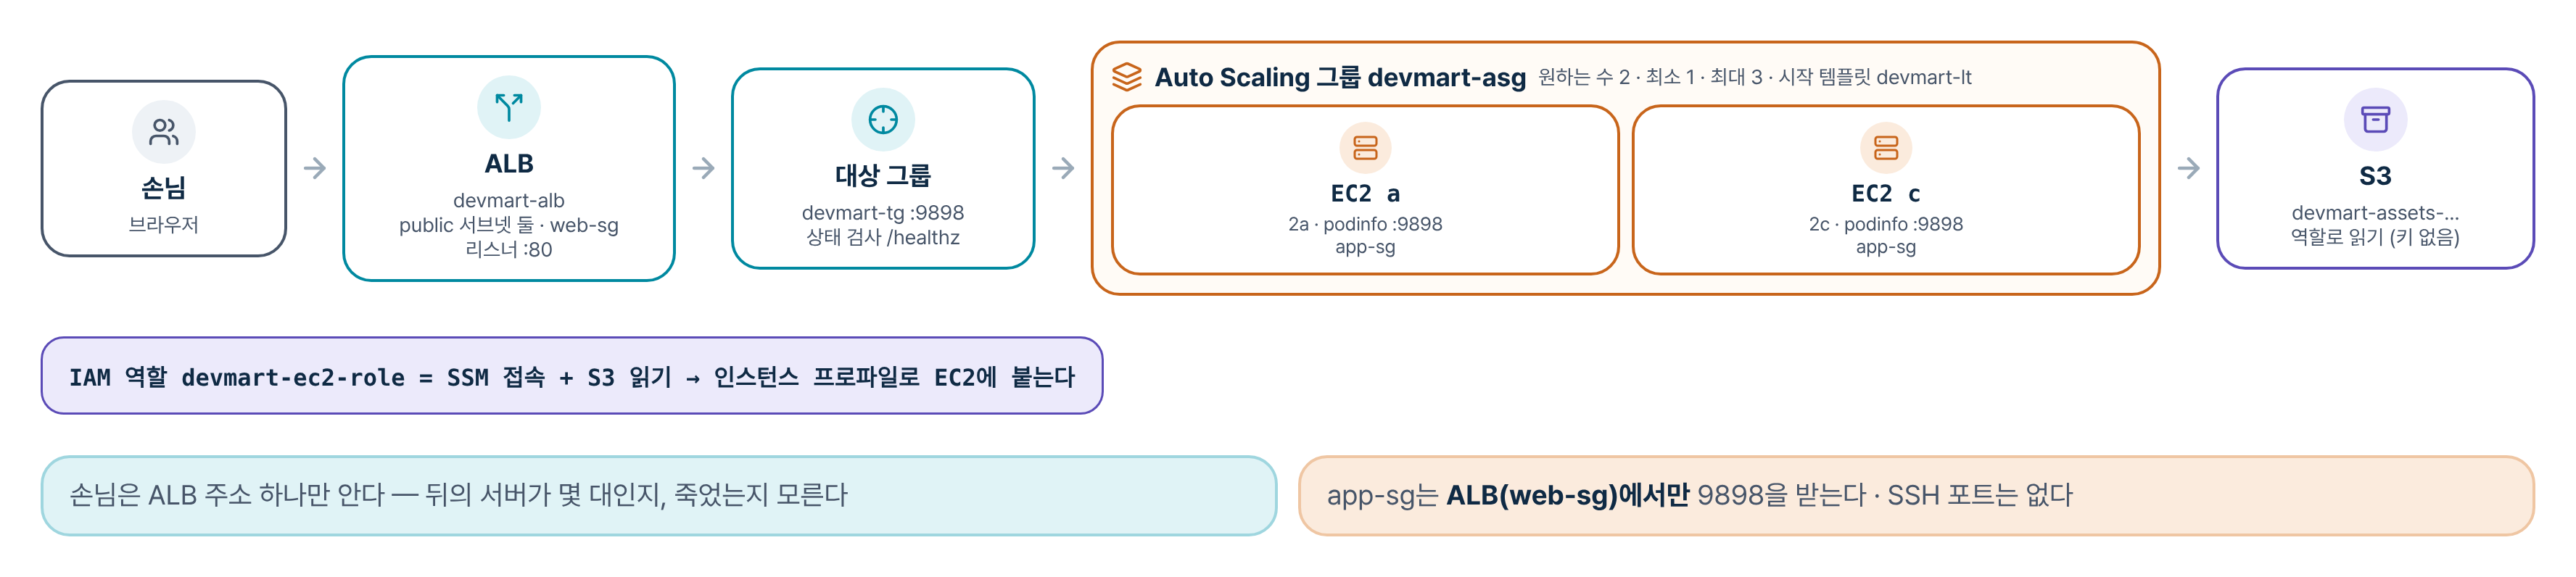 손님
브라우저
ALB
devmart-alb
public 서브넷 둘 · web-sg
리스너 :80
대상 그룹
devmart-tg :9898
상태 검사 /healthz
Auto Scaling 그룹 devmart-asg 원하는 수 2 · 최소 1 · 최대 3 · 시작 템플릿 devmart-lt
EC2 a
2a · podinfo :9898
app-sg
EC2 c
2c · podinfo :9898
app-sg
S3
devmart-assets-...
역할로 읽기 (키 없음)
IAM 역할 devmart-ec2-role = SSM 접속 + S3 읽기 → 인스턴스 프로파일로 EC2에 붙는다
손님은 ALB 주소 하나만 안다 — 뒤의 서버가 몇 대인지, 죽었는지 모른다
app-sg는 ALB(web-sg)에서만 9898을 받는다 · SSH 포트는 없다